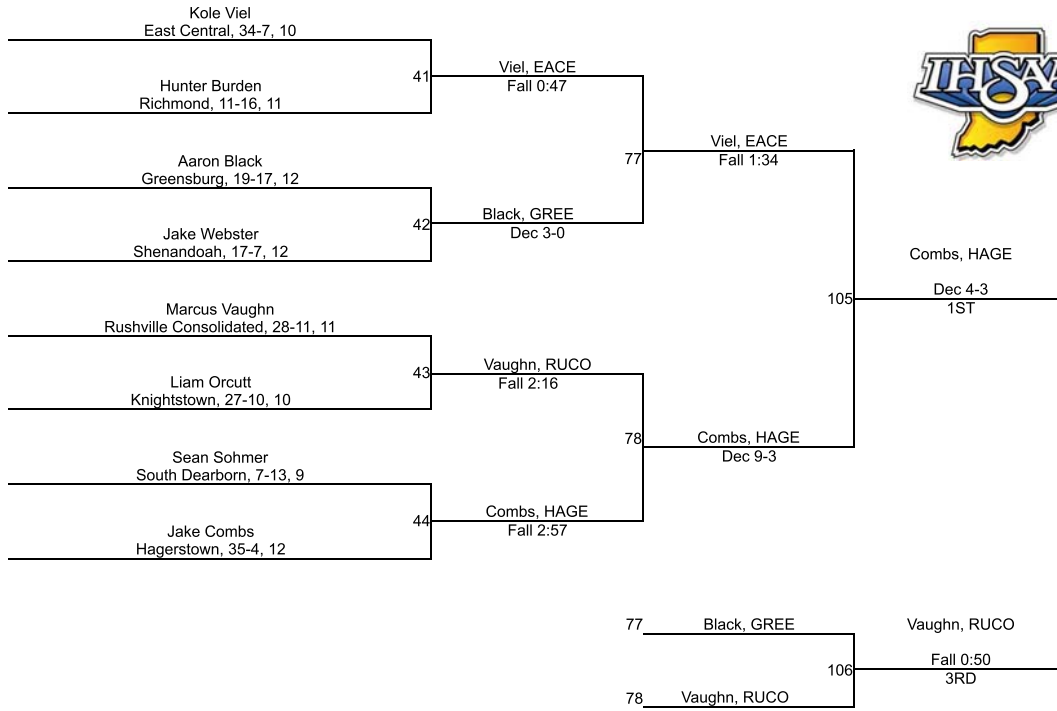 Kole Viel
East Central, 34-7, 10
41
Hunter Burden
Richmond, 11-16, 11
Viel, EACE
Fall 0:47
Aaron Black
Greensburg, 19-17, 12
42
Jake Webster
Shenandoah, 17-7, 12
Black, GREE
Dec 3-0
77
Viel, EACE
Fall 1:34
Marcus Vaughn
Rushville Consolidated, 28-11, 11
43
Liam Orcutt
Knightstown, 27-10, 10
Vaughn, RUCO
Fall 2:16
Sean Sohmer
South Dearborn, 7-13, 9
44
Jake Combs
Hagerstown, 35-4, 12
Combs, HAGE
Fall 2:57
78
Combs, HAGE
Dec 9-3
105
IHSAA
Combs, HAGE
Dec 4-3
1ST
77
Black, GREE
78
Vaughn, RUCO
106
Vaughn, RUCO
Fall 0:50
3RD